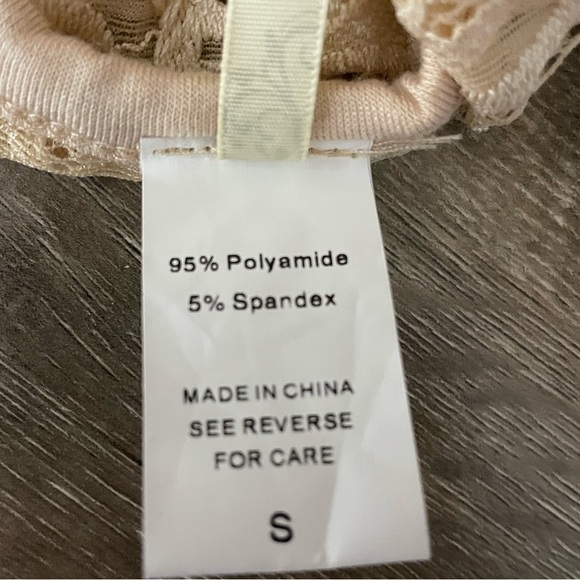 95% Polyamide
5% Spandex
MADE IN CHINA
SEE REVERSE
FOR CARE
S